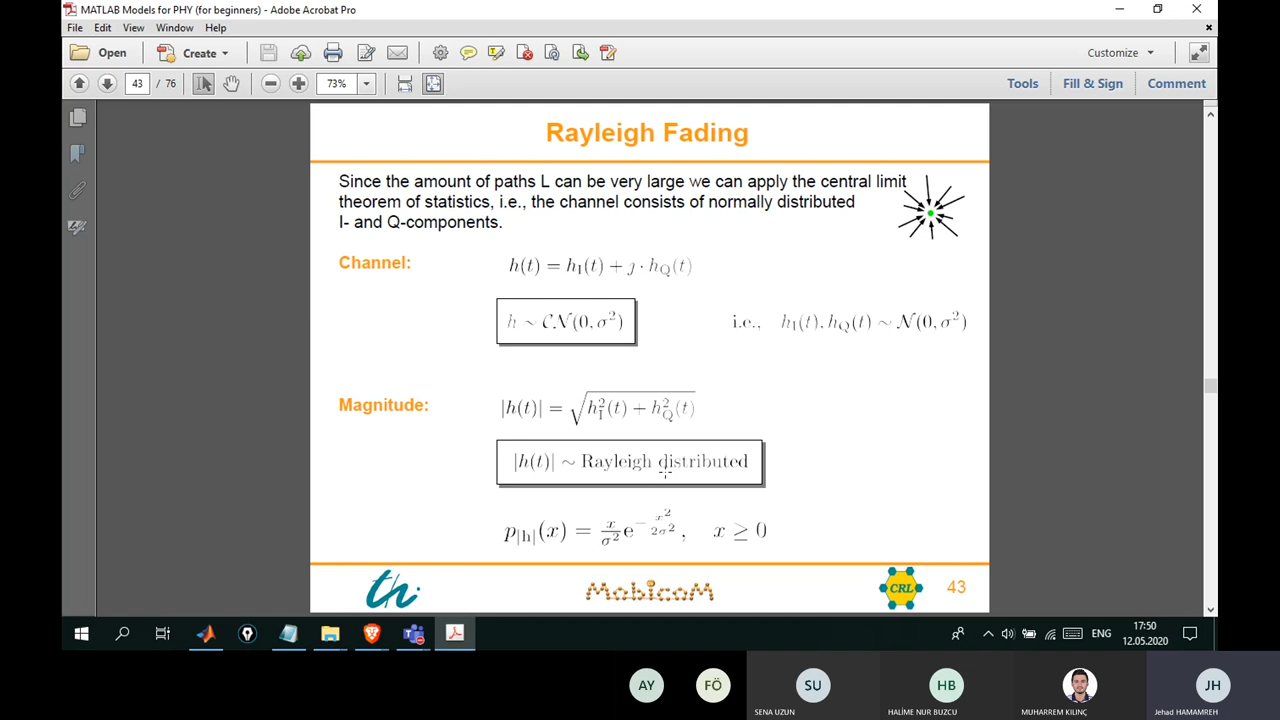 MATLAB Models for PHY (for beginners) - Adobe Acrobat Pro
File Edit View Window Help
Open Create Customize
43 / 76 73% Tools Fill & Sign Comment
Rayleigh Fading
Since the amount of paths L can be very large we can apply the central limit
theorem of statistics, i.e., the channel consists of normally distributed
I- and Q-components.
Channel: h(t) = h_I(t) + ȷ · h_Q(t)
h ~ 𝒞𝒩(0, σ²) i.e., h_I(t), h_Q(t) ~ 𝒩(0, σ²)
Magnitude: |h(t)| = √(h_I²(t) + h_Q²(t))
|h(t)| ~ Rayleigh distributed
p_|h|(x) = x/σ² e^(−x²/2σ²), x ≥ 0
th MobicoM CRL 43
ENG 17:50
12.05.2020
AY FÖ SU HB JH
SENA UZUN HALİME NUR BUZCU MUHARREM KILINÇ Jehad HAMAMREH